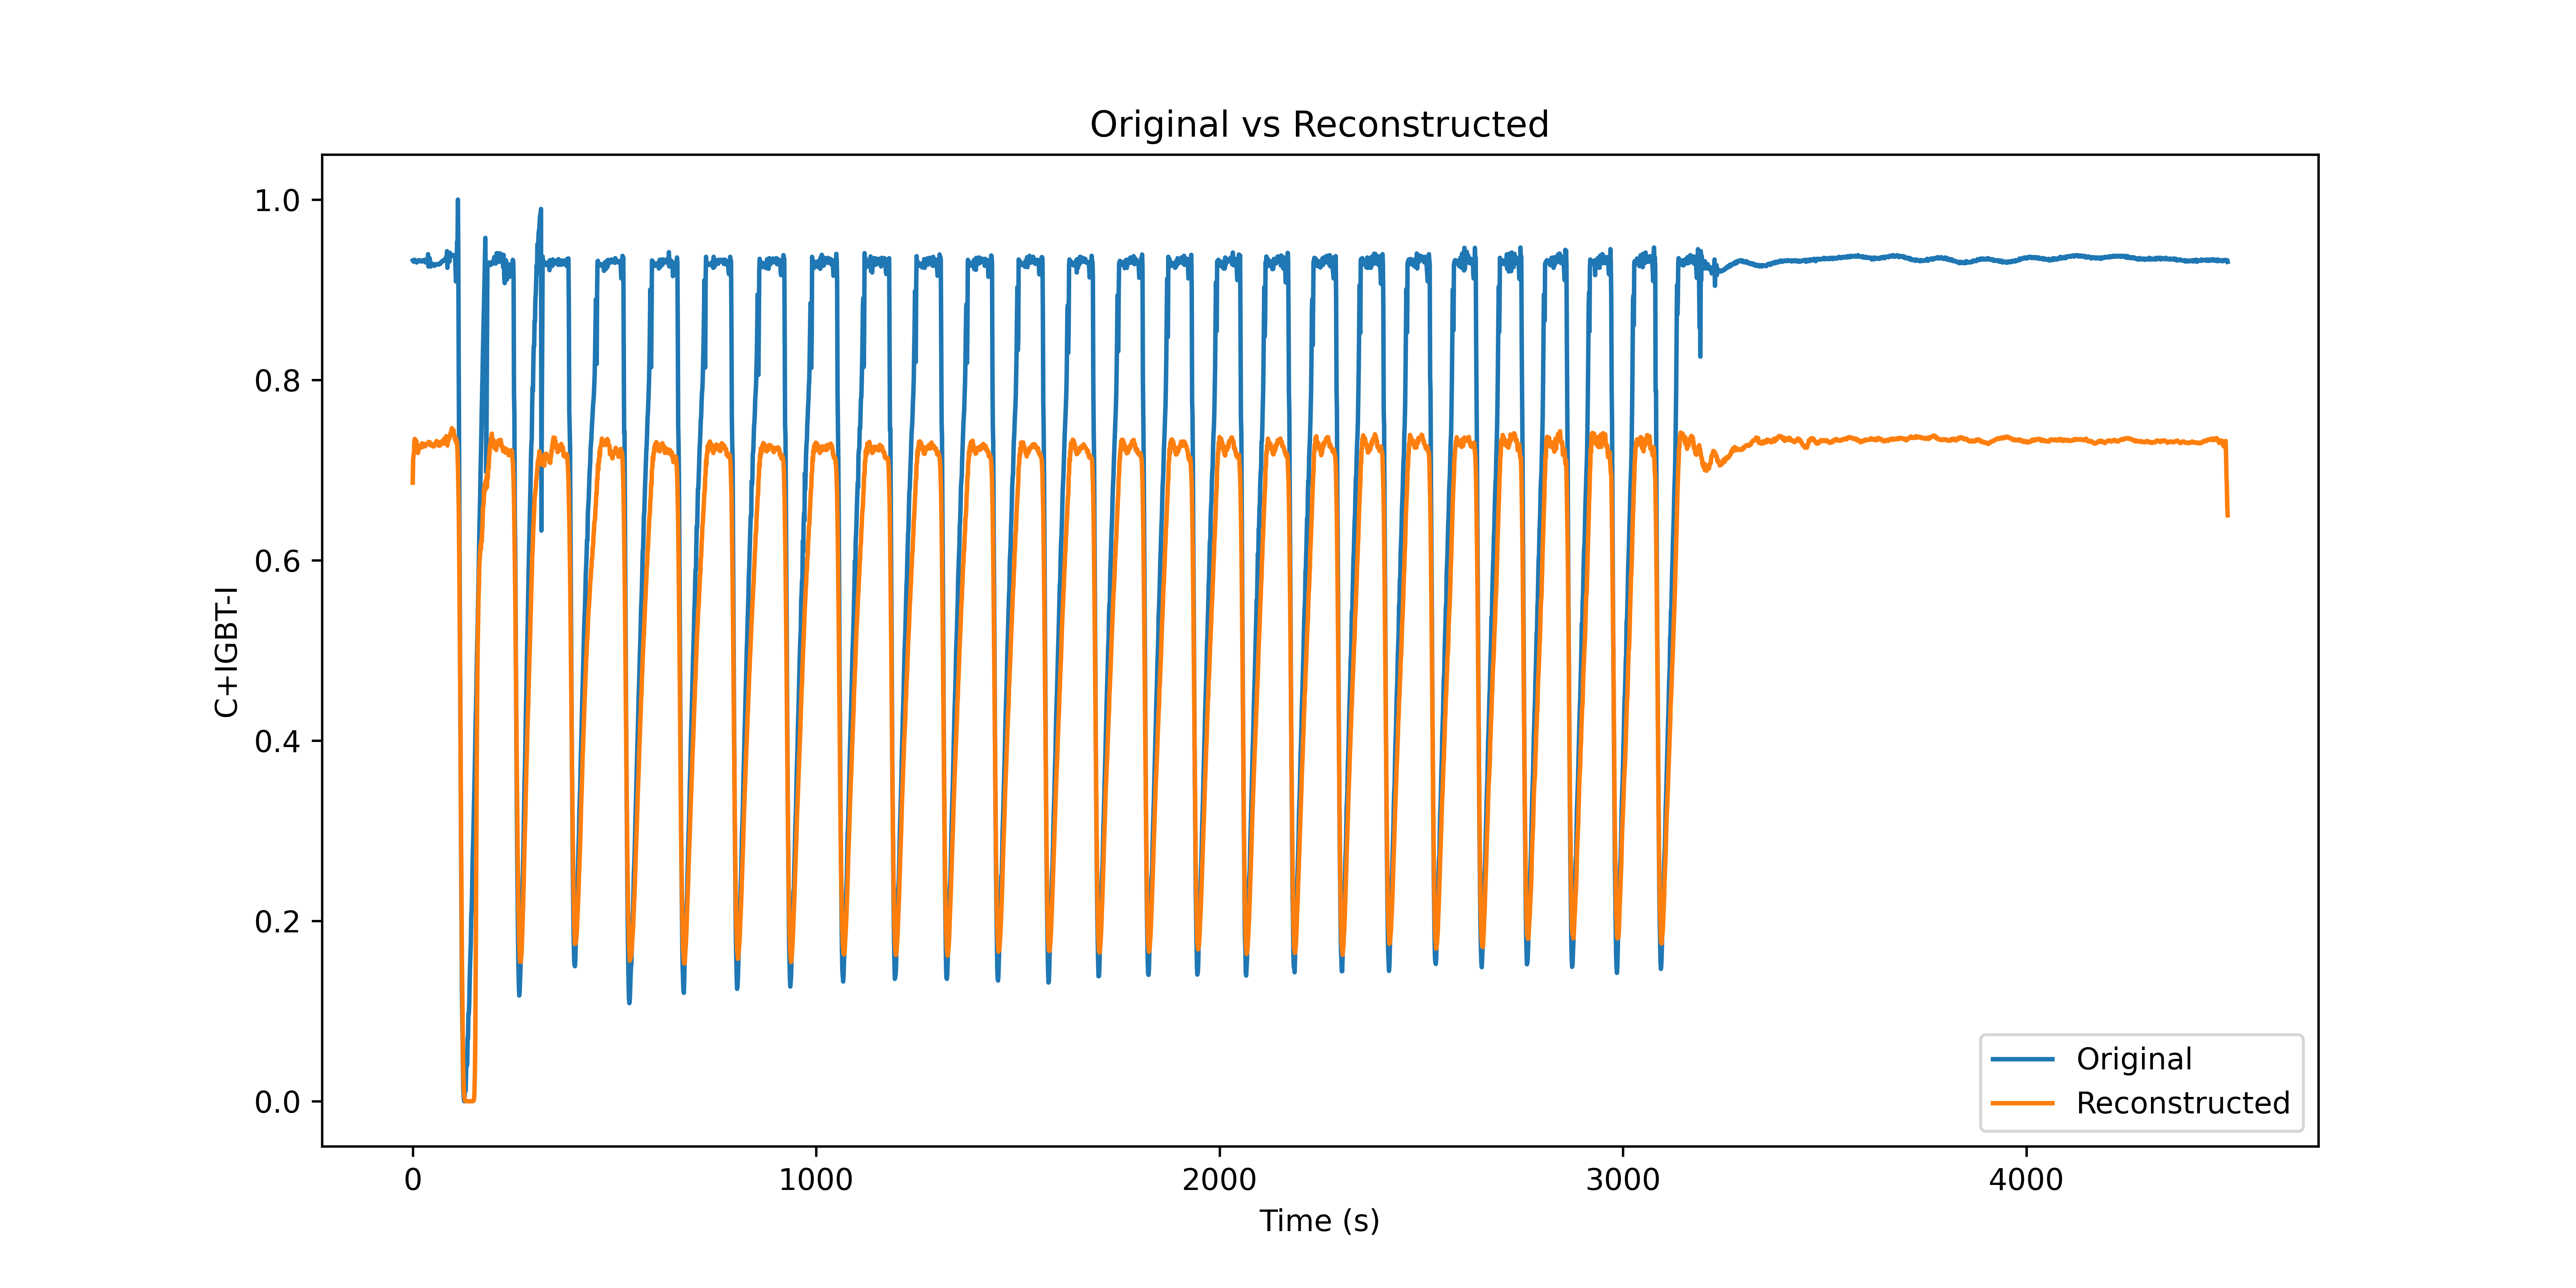 Original vs Reconstructed
1.0
0.8
0.6
0.4
0.2
0.0
C+IGBT-I
0 1000 2000 3000 4000
Time (s)
Original
Reconstructed